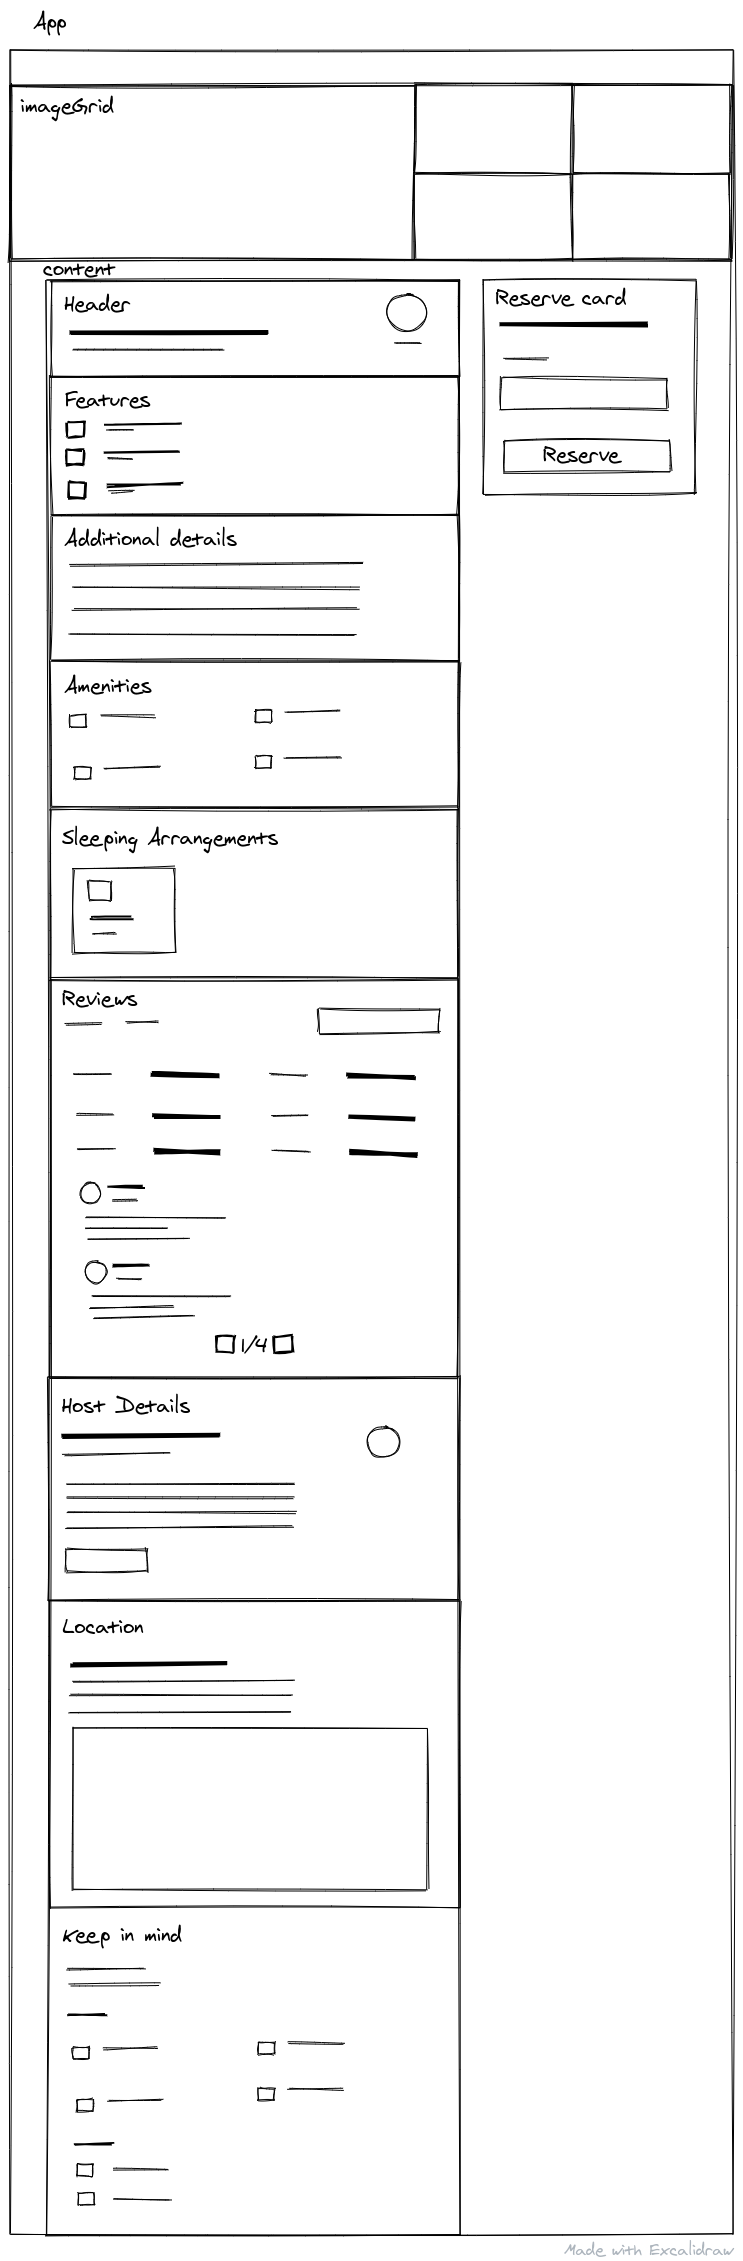 App
imageGrid
content
Header
Reserve card
Features
Reserve
Additional details
Amenities
Sleeping Arrangements
Reviews
1/4
Host Details
Location
Keep in mind
Made with Excalidraw